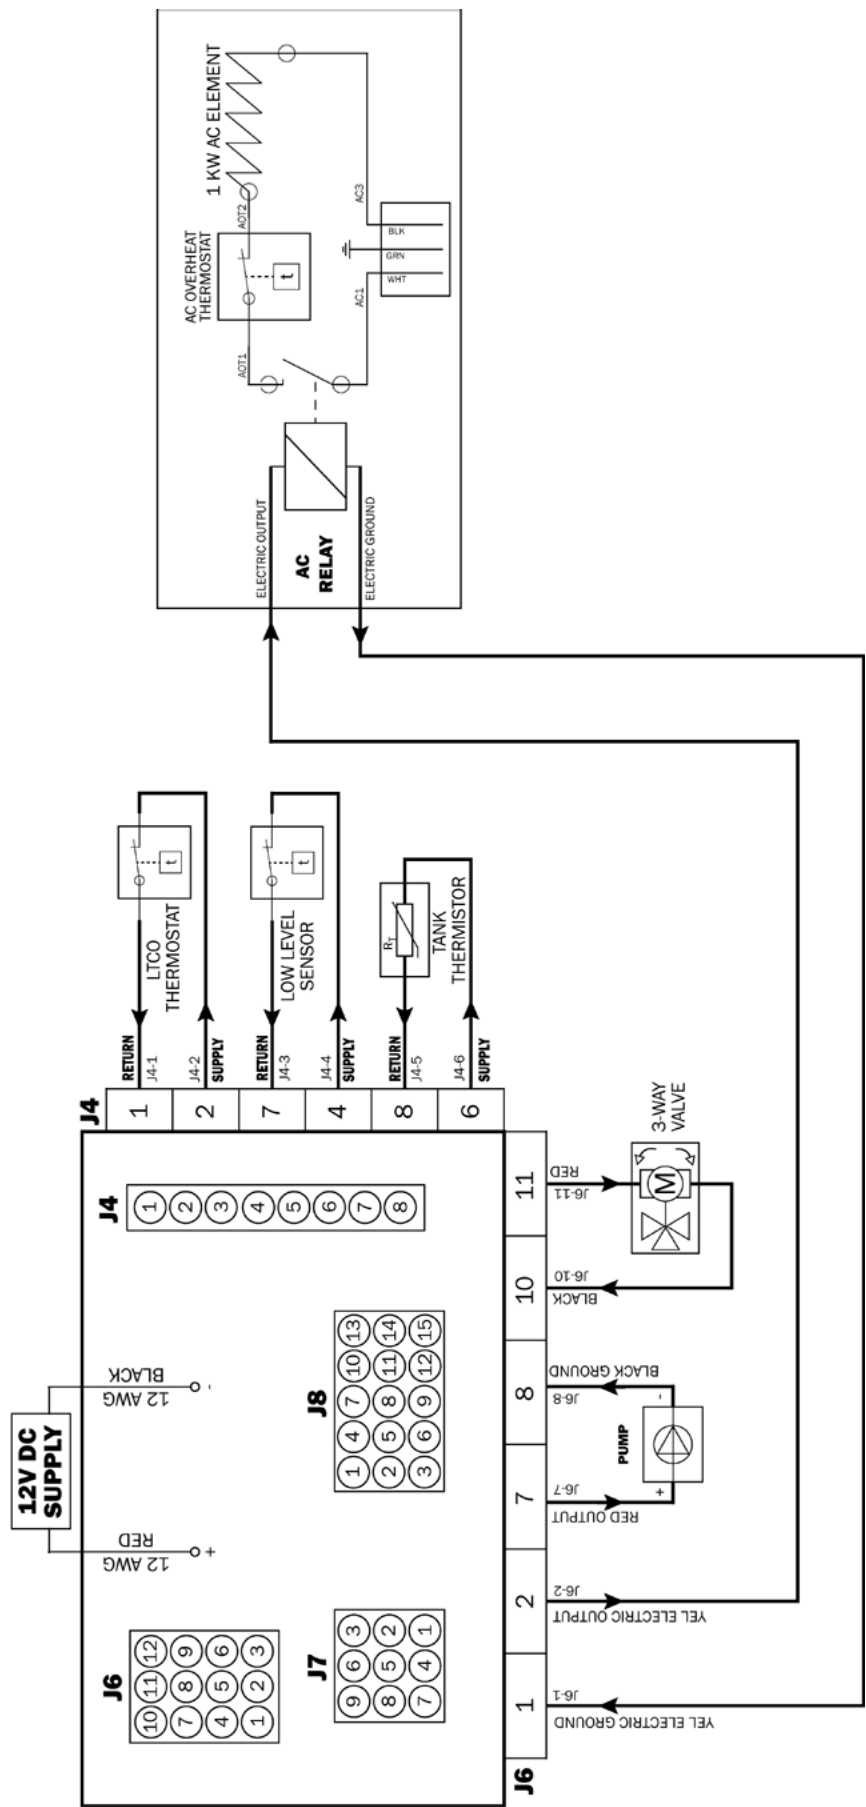 1 KW AC ELEMENT
AOT2
AC3
BLK
GRN
WHT
AC OVERHEAT
THERMOSTAT
t
AOT1
AC1
ELECTRIC OUTPUT
AC
RELAY
ELECTRIC GROUND
t
LTCO
THERMOSTAT
RETURN
J4-1
J4-2
SUPPLY
t
LOW LEVEL
SENSOR
RETURN
J4-3
J4-4
SUPPLY
RT
TANK
THERMISTOR
RETURN
J4-5
J4-6
SUPPLY
J4
1
2
7
4
8
6
J4
1
2
3
4
5
6
7
8
12V DC
SUPPLY
12 AWG
BLACK
-
12 AWG
RED
+
J8
1 4 7 10 13
2 5 8 11 14
3 6 9 12 15
J6
10 11 12
7 8 9
4 5 6
1 2 3
J7
9 6 3
8 5 2
7 4 1
J6
1
2
7
8
10
11
J6-1
YEL ELECTRIC GROUND
J6-2
YEL ELECTRIC OUTPUT
J6-7
RED OUTPUT
J6-8
BLACK GROUND
J6-10
BLACK
J6-11
RED
+
-
PUMP
M
3-WAY
VALVE